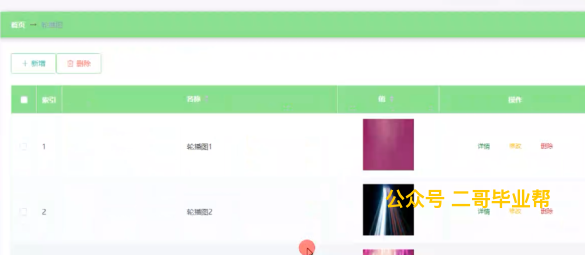 首页 — 轮播图
+ 新增 删除
索引 名称 值 操作
1 轮播图1 详情 修改 删除
公众号 二哥毕业帮
2 轮播图2 详情 修改 删除